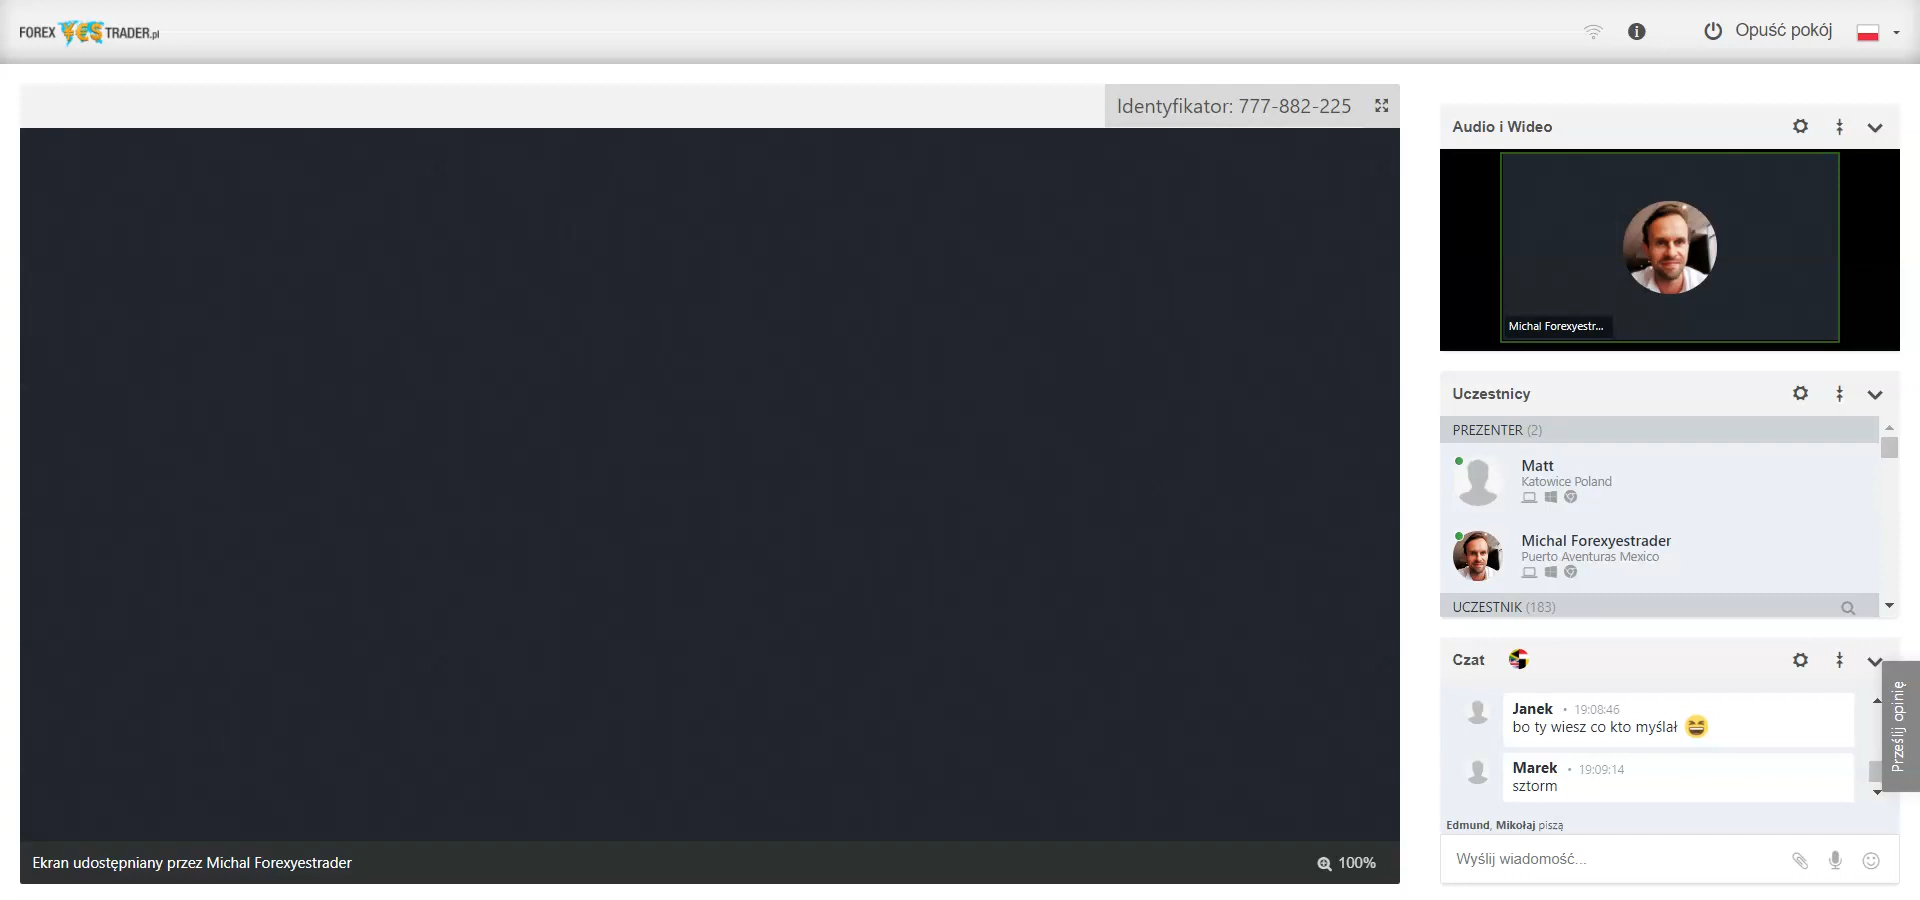 FOREX YES TRADER.pl
Opuść pokój
Identyfikator: 777-882-225
Ekran udostępniany przez Michal Forexyestrader
100%
Audio i Wideo
Michal Forexyestr...
Uczestnicy
PREZENTER (2)
Matt
Katowice Poland
Michal Forexyestrader
Puerto Aventuras Mexico
UCZESTNIK (183)
Czat
Janek • 19:08:46
bo ty wiesz co kto myślał
Marek • 19:09:14
sztorm
Edmund, Mikołaj piszą
Wyślij wiadomość...
Prześlij opinię